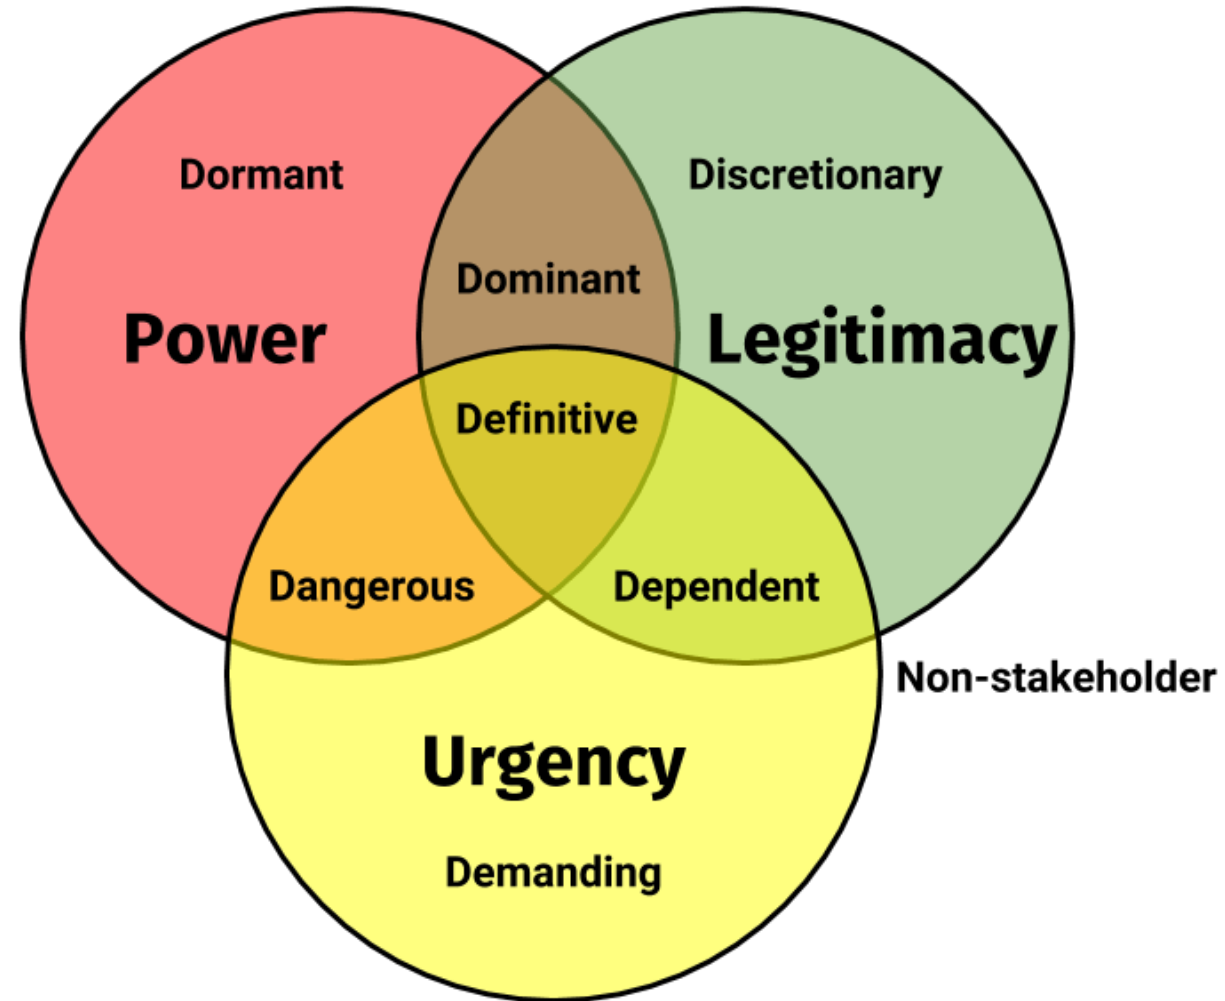 Dormant
Discretionary
Dominant
Power
Legitimacy
Definitive
Dangerous
Dependent
Non-stakeholder
Urgency
Demanding